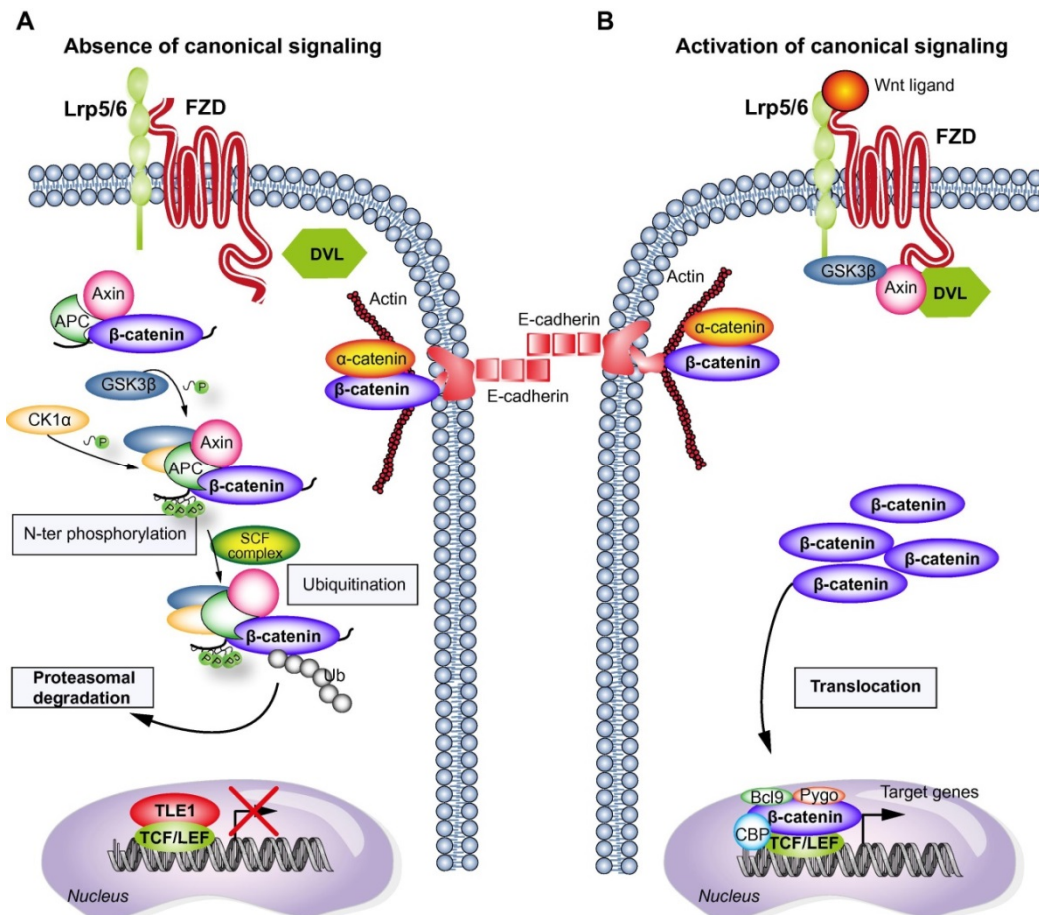 A
Absence of canonical signaling
Lrp5/6
FZD
DVL
Axin
APC
β-catenin
GSK3β
P
CK1α
P
Axin
APC
β-catenin
P P P P
N-ter phosphorylation
SCF
complex
Ubiquitination
β-catenin
P P P P
Ub
Proteasomal
degradation
TLE1
TCF/LEF
Nucleus
Actin
α-catenin
β-catenin
E-cadherin
E-cadherin
B
Activation of canonical signaling
Wnt ligand
Lrp5/6
FZD
GSK3β
Axin
DVL
Actin
α-catenin
β-catenin
β-catenin
β-catenin
β-catenin
β-catenin
Translocation
Bcl9
Pygo
Target genes
β-catenin
CBP
TCF/LEF
Nucleus